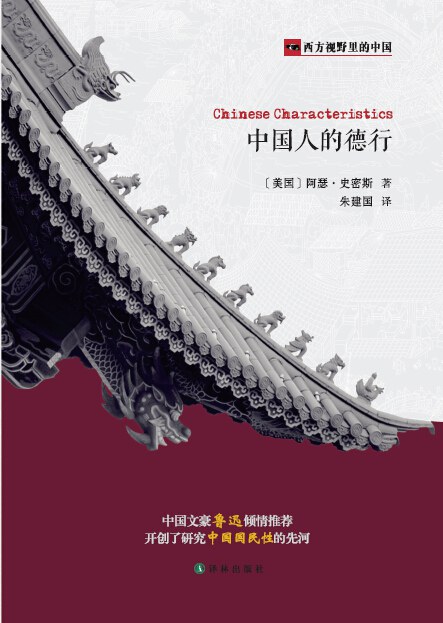 西方视野里的中国
Chinese Characteristics
中国人的德行
［美国］阿瑟·史密斯 著
朱建国 译
中国文豪鲁迅倾情推荐
开创了研究中国国民性的先河
译林出版社